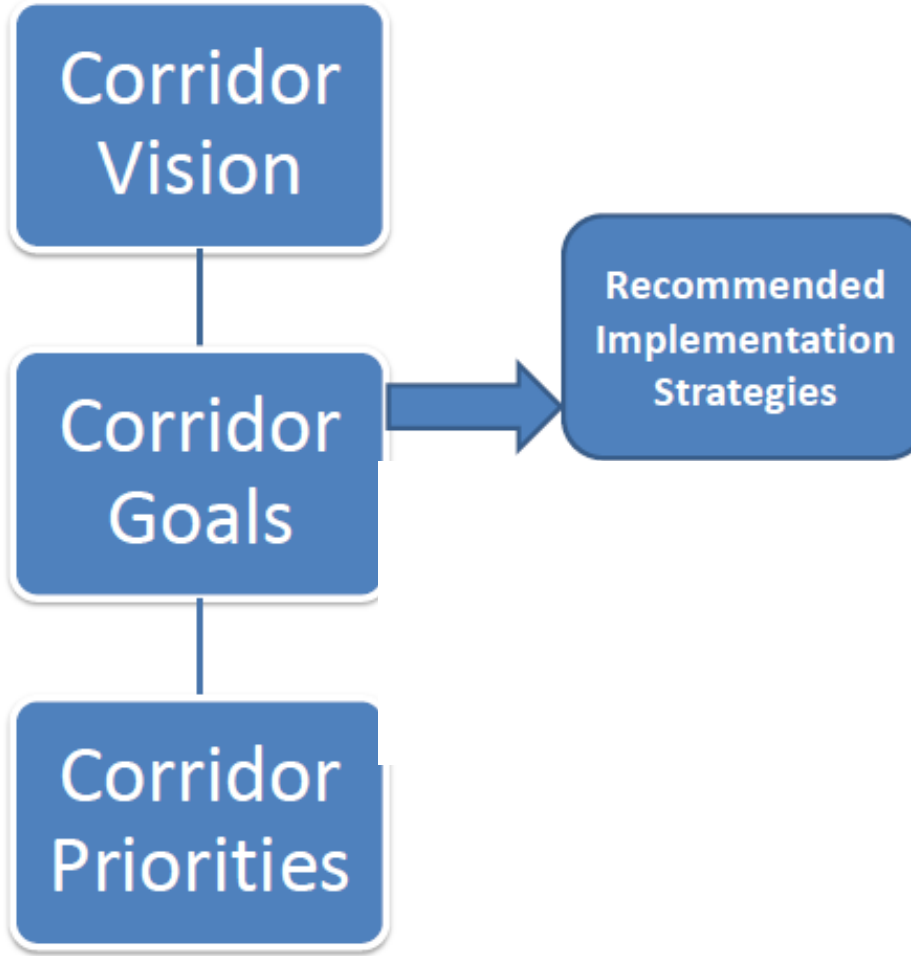 Corridor
Vision
Corridor
Goals
Recommended
Implementation
Strategies
Corridor
Priorities